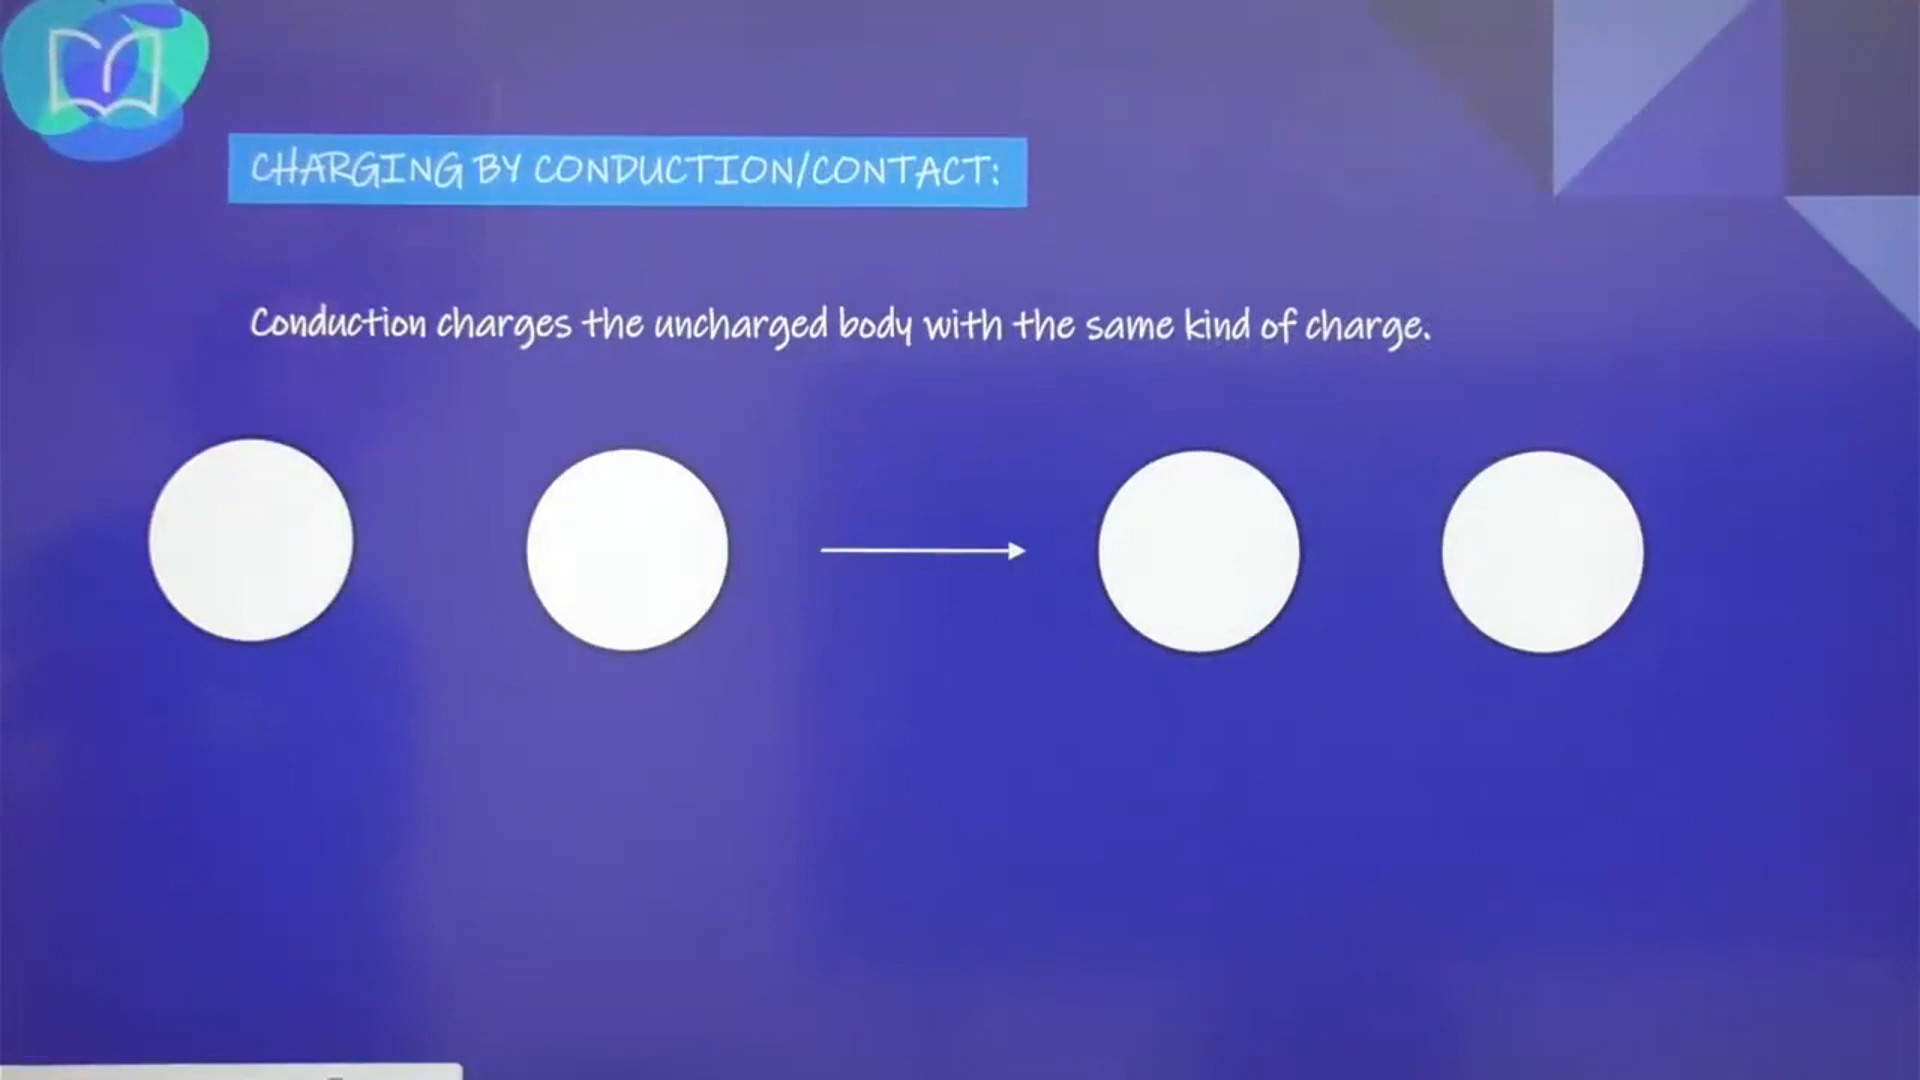 CHARGING BY CONDUCTION/CONTACT:
Conduction charges the uncharged body with the same kind of charge.